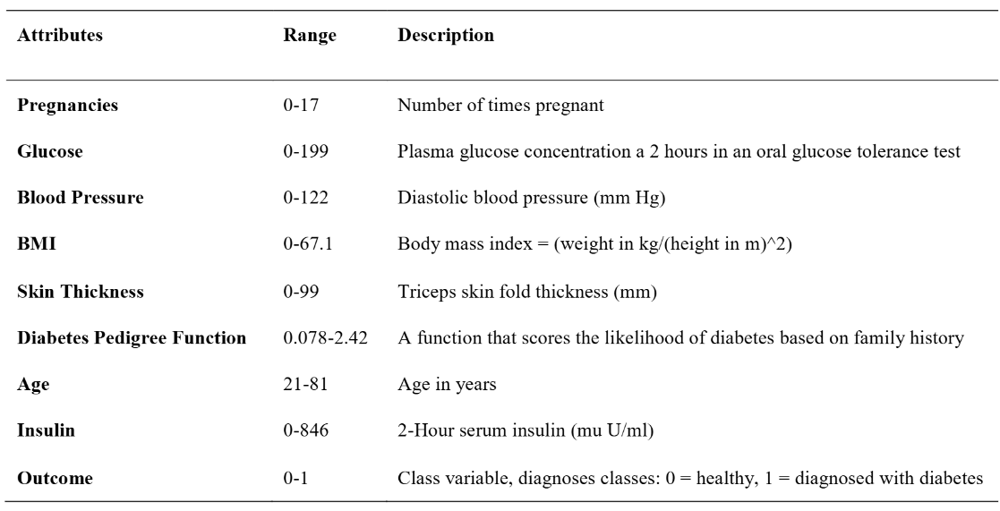 Attributes Range Description
Pregnancies 0-17 Number of times pregnant
Glucose 0-199 Plasma glucose concentration a 2 hours in an oral glucose tolerance test
Blood Pressure 0-122 Diastolic blood pressure (mm Hg)
BMI 0-67.1 Body mass index = (weight in kg/(height in m)^2)
Skin Thickness 0-99 Triceps skin fold thickness (mm)
Diabetes Pedigree Function 0.078-2.42 A function that scores the likelihood of diabetes based on family history
Age 21-81 Age in years
Insulin 0-846 2-Hour serum insulin (mu U/ml)
Outcome 0-1 Class variable, diagnoses classes: 0 = healthy, 1 = diagnosed with diabetes